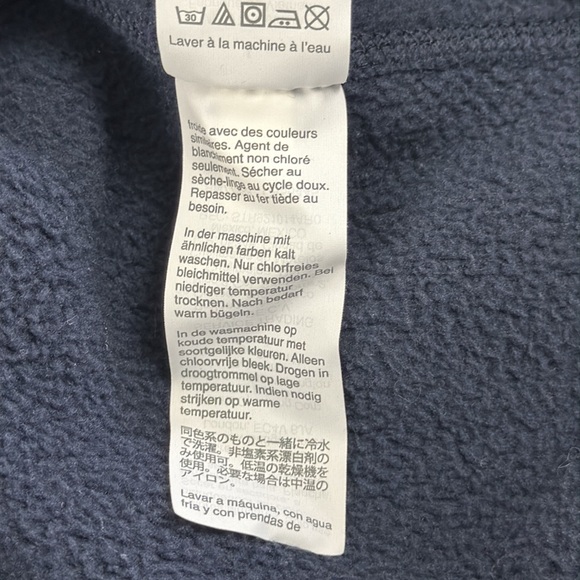 30
Laver à la machine à l'eau
froide avec des couleurs
similaires. Agent de
blanchiment non chloré
seulement. Sécher au
sèche-linge au cycle doux.
Repasser au fer tiède au
besoin.
In der maschine mit
ähnlichen farben kalt
waschen. Nur chlorfreies
bleichmittel verwenden. Bei
niedriger temperatur
trocknen. Nach bedarf
warm bügeln.
In de wasmachine op
koude temperatuur met
soortgelijke kleuren. Alleen
chloorvrije bleek. Drogen in
droogtrommel op lage
temperatuur. Indien nodig
strijken op warme
temperatuur.
同色系のものと一緒に冷水
で洗濯。非塩素系漂白剤の
み使用可。低温の乾燥機を
使用。必要な場合は中温の
アイロン。
Lavar a máquina, con agua
fría y con prendas de